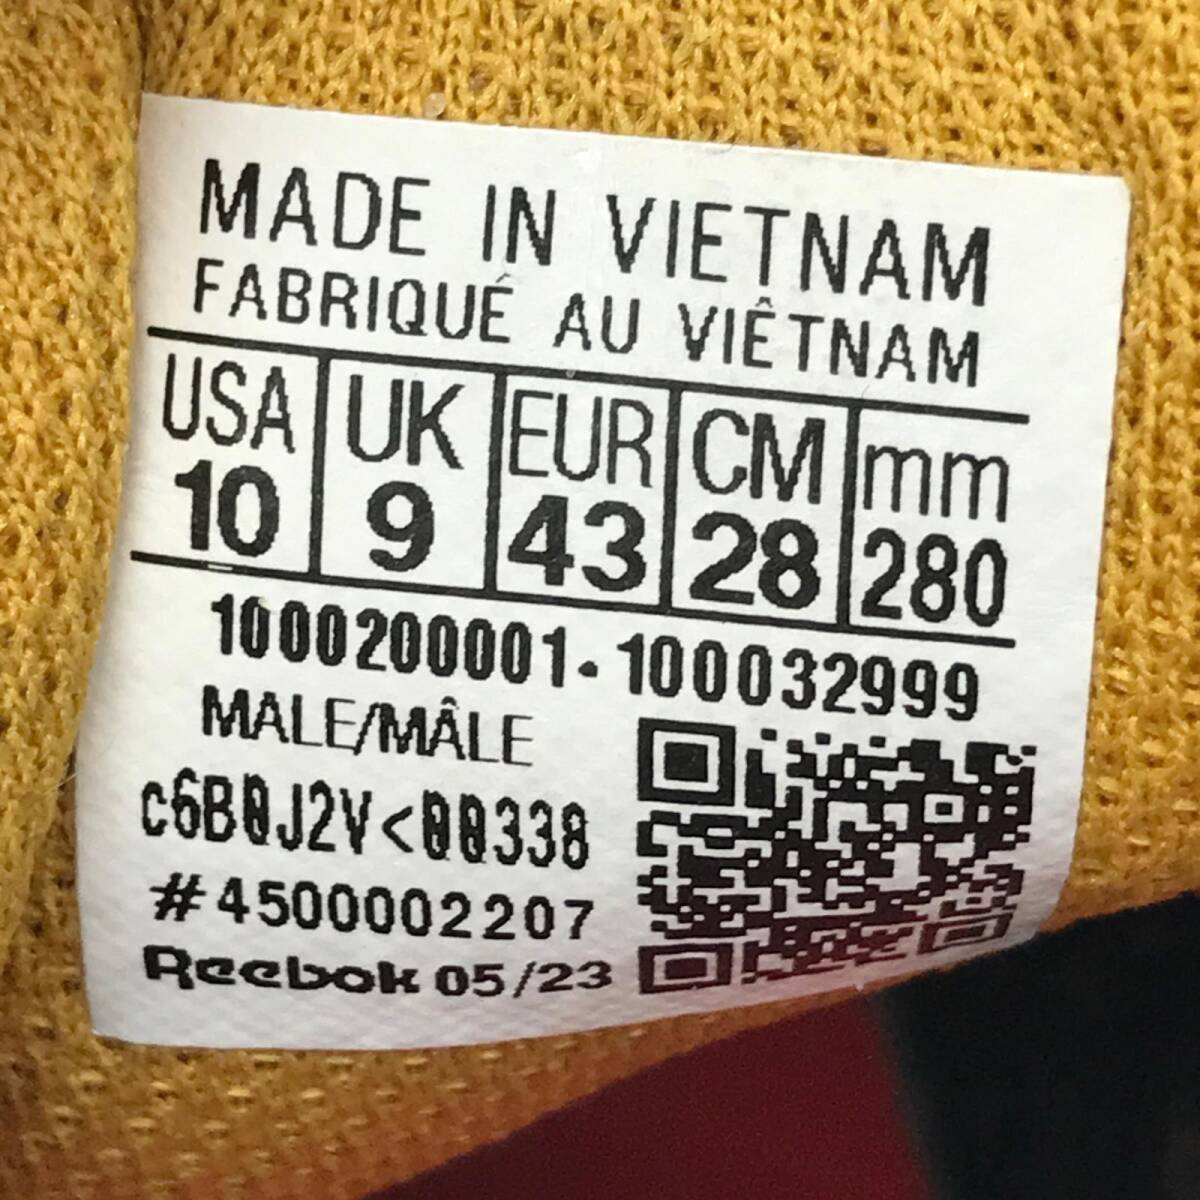 MADE IN VIETNAM
FABRIQUÉ AU VIÊTNAM
USA UK EUR CM mm
10 9 43 28 280
1000200001-100032999
MALE/MÂLE
c6B0J2V<00338
#4500002207
Reebok 05/23